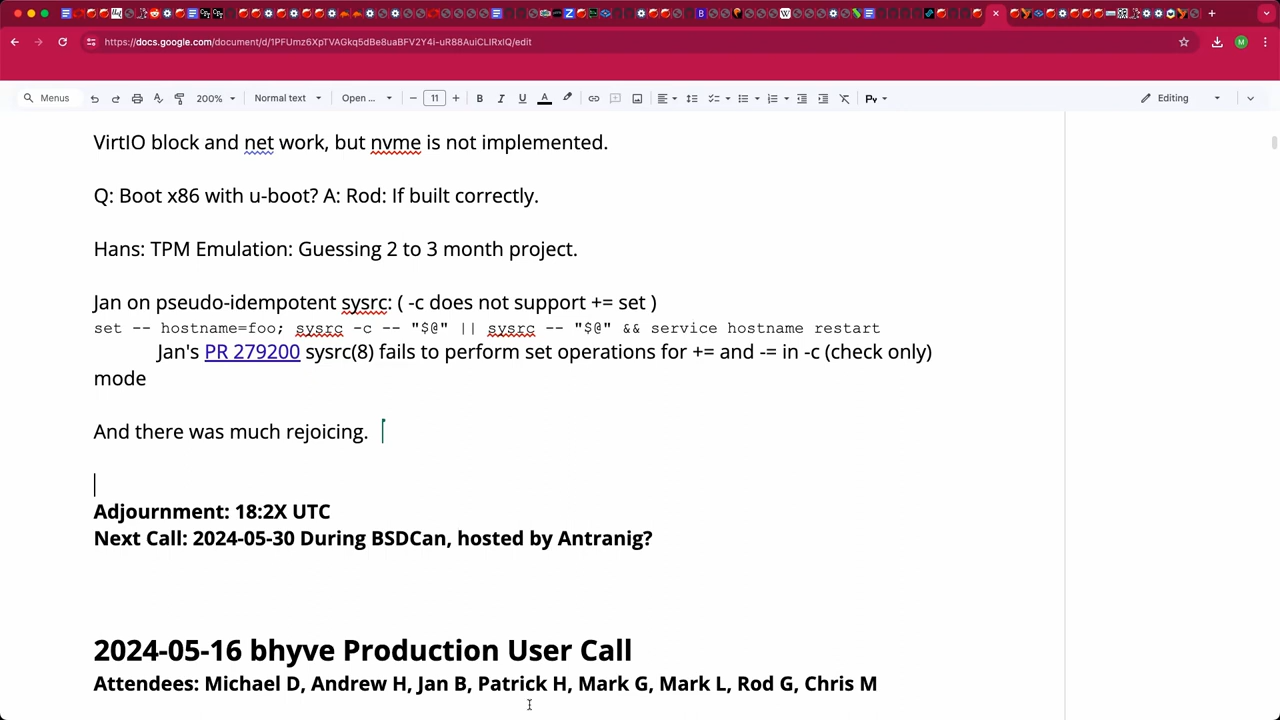 https://docs.google.com/document/d/1PFUmz6XpTVAGkq5dBe8uaBFV2Y4i-uR88AuiCLIRxIQ/edit
Menus 200% Normal text Open ... 11 Editing
VirtIO block and net work, but nvme is not implemented.
Q: Boot x86 with u-boot? A: Rod: If built correctly.
Hans: TPM Emulation: Guessing 2 to 3 month project.
Jan on pseudo-idempotent sysrc: ( -c does not support += set )
set -- hostname=foo; sysrc -c -- "$@" || sysrc -- "$@" && service hostname restart
Jan's PR 279200 sysrc(8) fails to perform set operations for += and -= in -c (check only)
mode
And there was much rejoicing.
Adjournment: 18:2X UTC
Next Call: 2024-05-30 During BSDCan, hosted by Antranig?
2024-05-16 bhyve Production User Call
Attendees: Michael D, Andrew H, Jan B, Patrick H, Mark G, Mark L, Rod G, Chris M